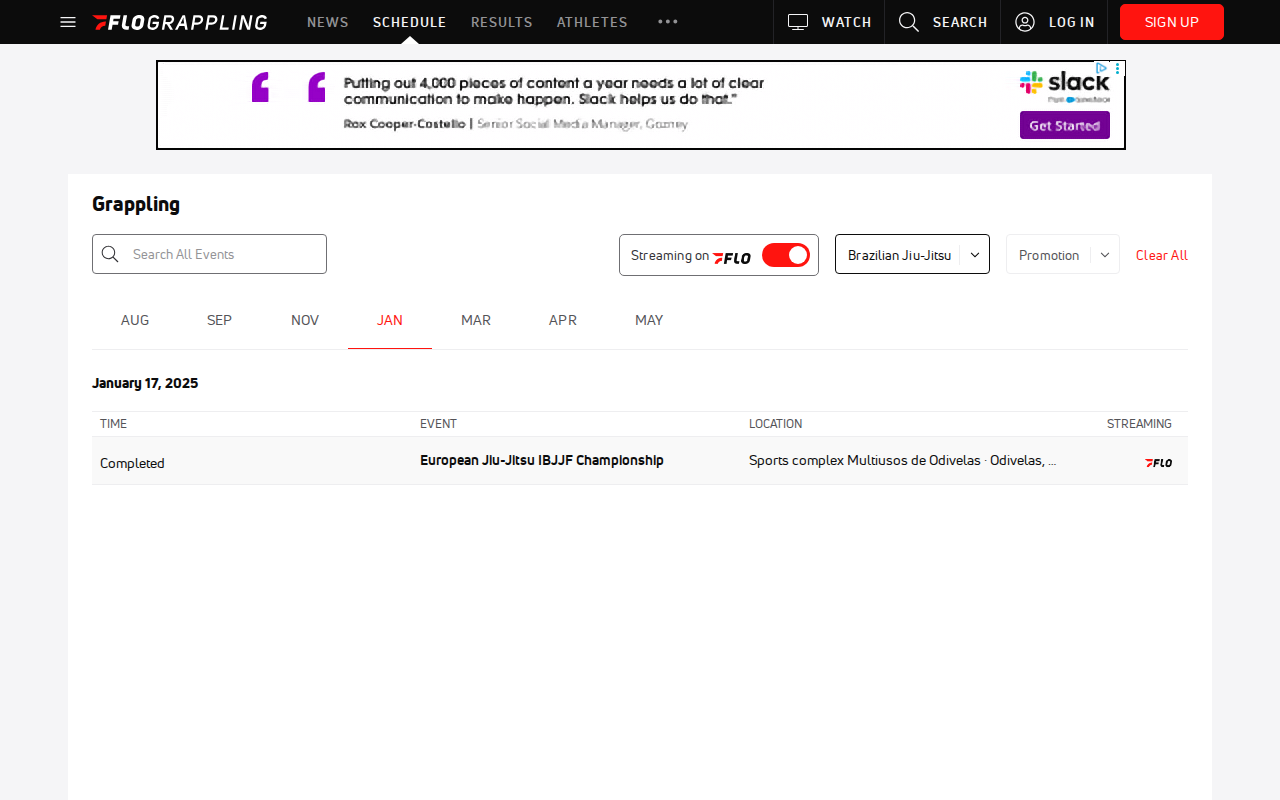 FLOGRAPPLING
NEWS
SCHEDULE
RESULTS
ATHLETES
WATCH
SEARCH
LOG IN
SIGN UP
Putting out 4,000 pieces of content a year needs a lot of clear
communication to make happen. Slack helps us do that."
Rox Cooper-Costello | Senior Social Media Manager, Gozney
slack
from salesforce
Get Started
Grappling
Search All Events
Streaming on FLO
Brazilian Jiu-Jitsu
Promotion
Clear All
AUG
SEP
NOV
JAN
MAR
APR
MAY
January 17, 2025
TIME
EVENT
LOCATION
STREAMING
Completed
European Jiu-Jitsu IBJJF Championship
Sports complex Multiusos de Odivelas · Odivelas, ...
FLO